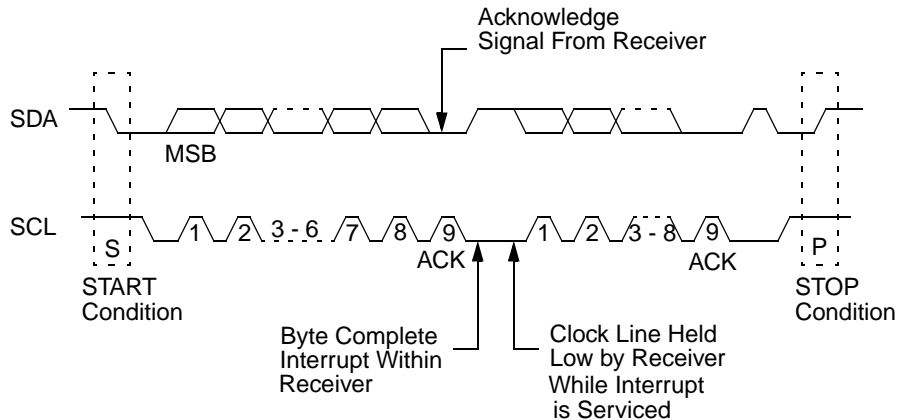 Acknowledge
Signal From Receiver
SDA
MSB
SCL
S
1
2
3 - 6
7
8
9
ACK
1
2
3 - 8
9
ACK
P
START
Condition
STOP
Condition
Byte Complete
Interrupt Within
Receiver
Clock Line Held
Low by Receiver
While Interrupt
is Serviced